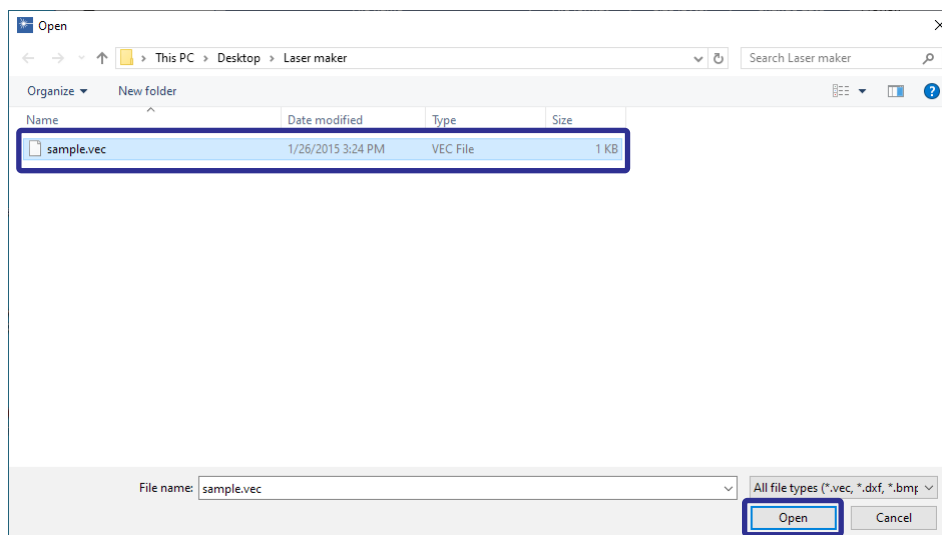 Open
This PC > Desktop > Laser maker
Search Laser maker
Organize New folder
Name Date modified Type Size
sample.vec 1/26/2015 3:24 PM VEC File 1 KB
File name: sample.vec All file types (*.vec, *.dxf, *.bmp
Open Cancel